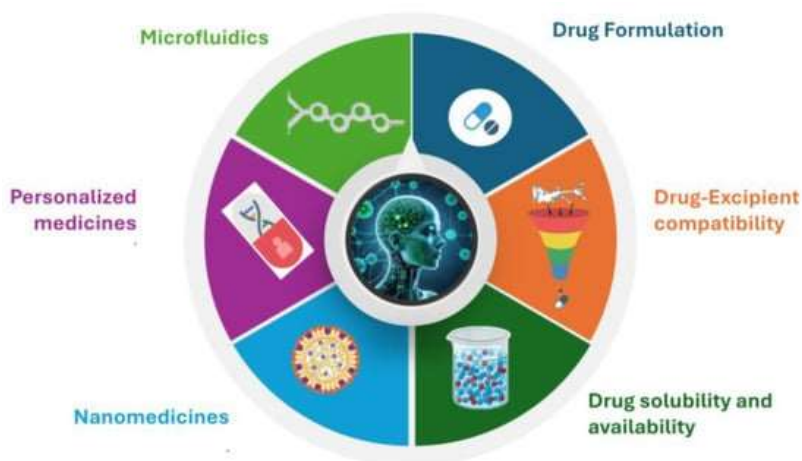 Microfluidics
Drug Formulation
Personalized
medicines
Drug-Excipient
compatibility
Nanomedicines
Drug solubility and
availability